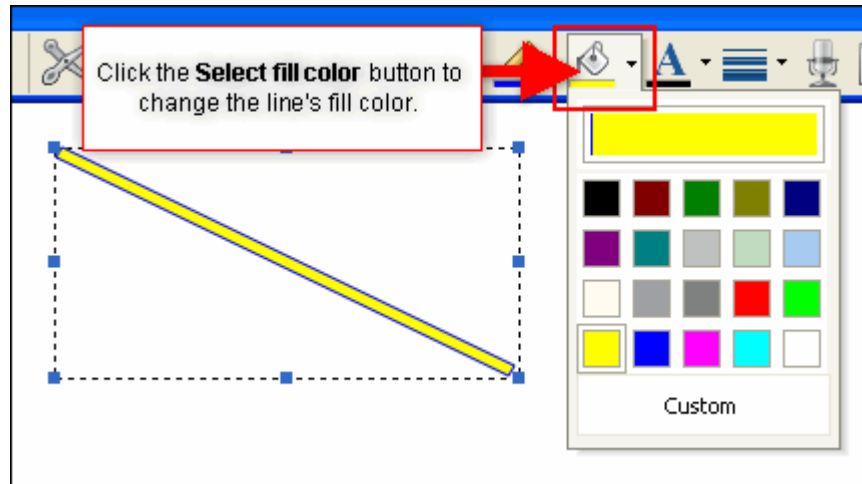 Click the Select fill color button to
change the line's fill color.
A
Custom